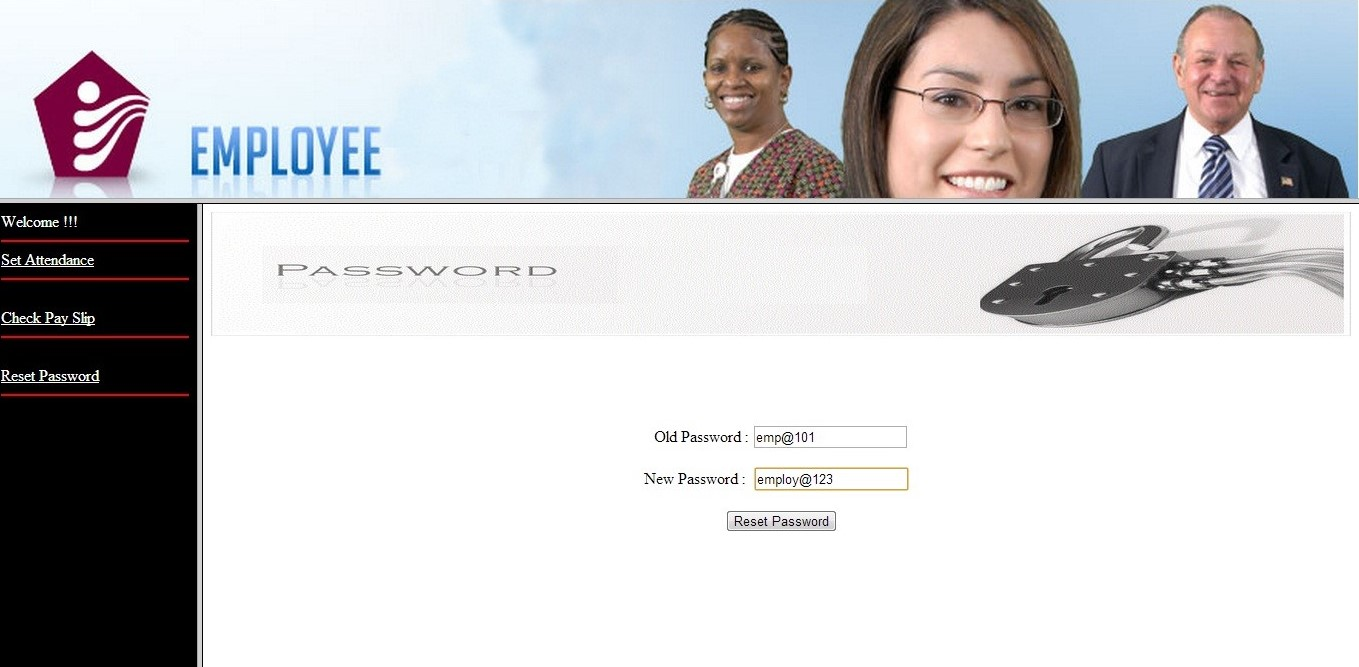 EMPLOYEE
Welcome !!!
Set Attendance
Check Pay Slip
Reset Password
PASSWORD
Old Password : emp@101
New Password : employ@123
Reset Password